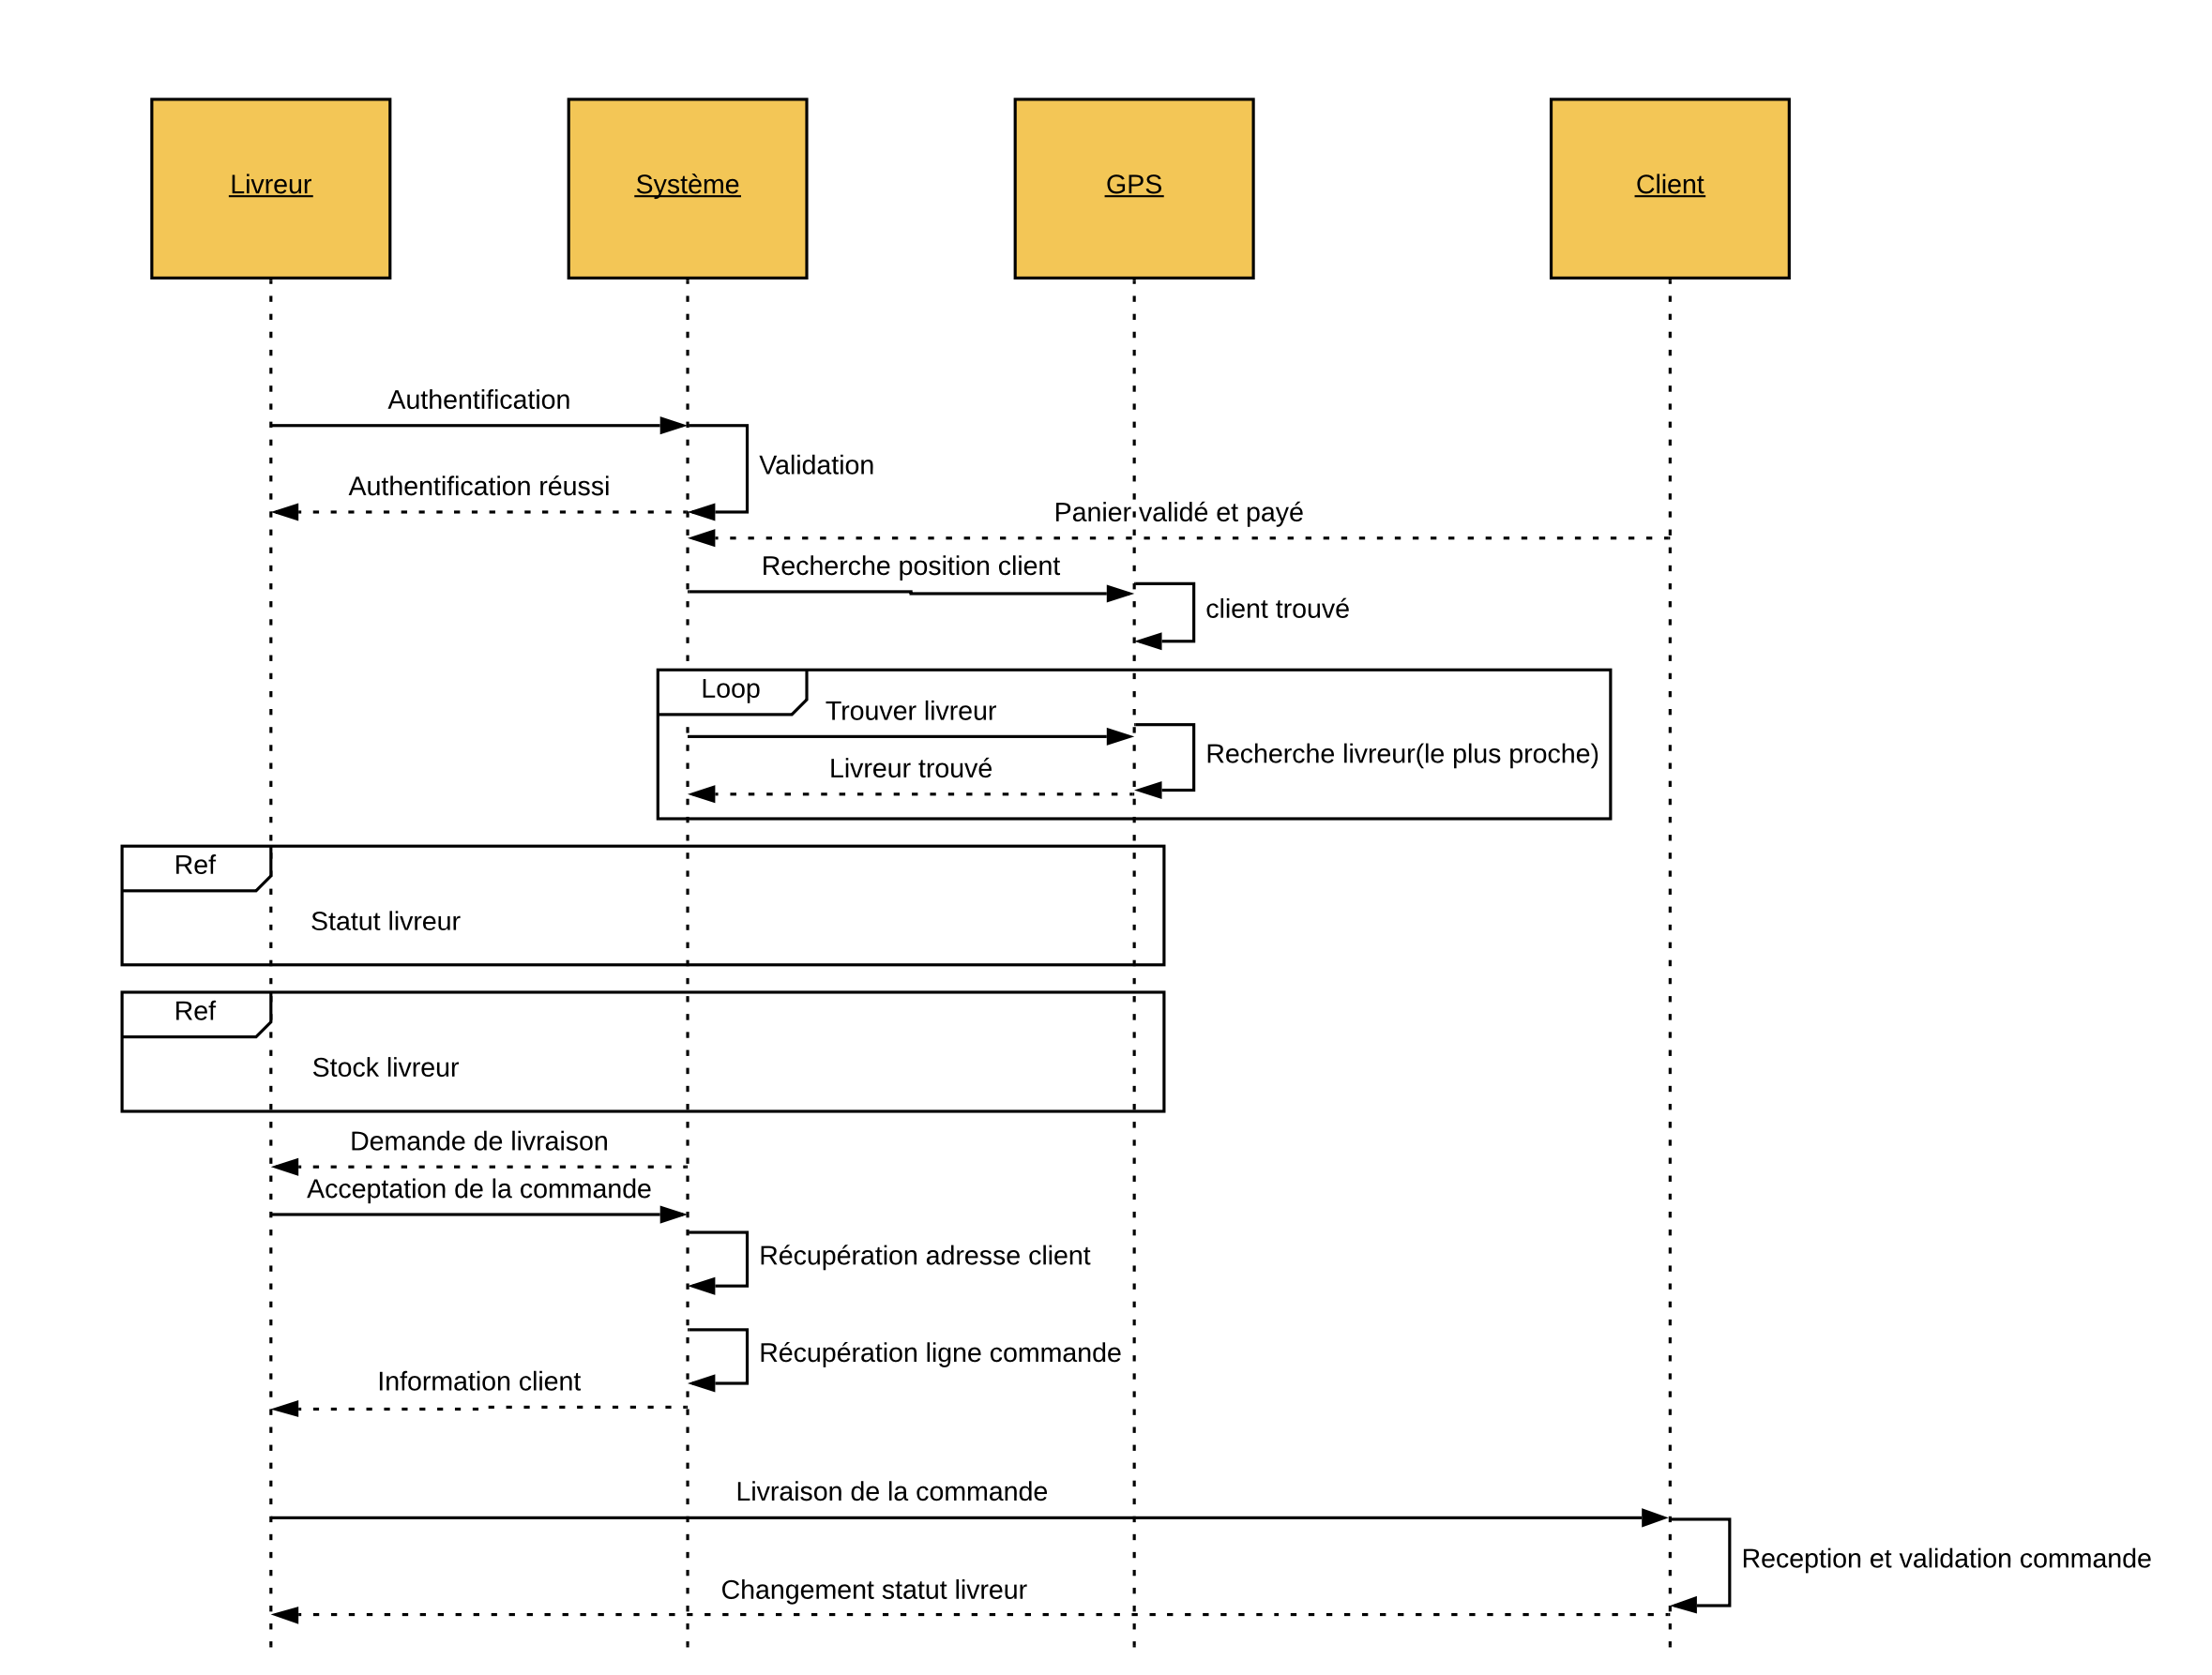 Livreur
Système
GPS
Client
Authentification
Validation
Authentification réussi
Panier validé et payé
Recherche position client
client trouvé
Loop
Trouver livreur
Recherche livreur(le plus proche)
Livreur trouvé
Ref
Statut livreur
Ref
Stock livreur
Demande de livraison
Acceptation de la commande
Récupération adresse client
Récupération ligne commande
Information client
Livraison de la commande
Reception et validation commande
Changement statut livreur